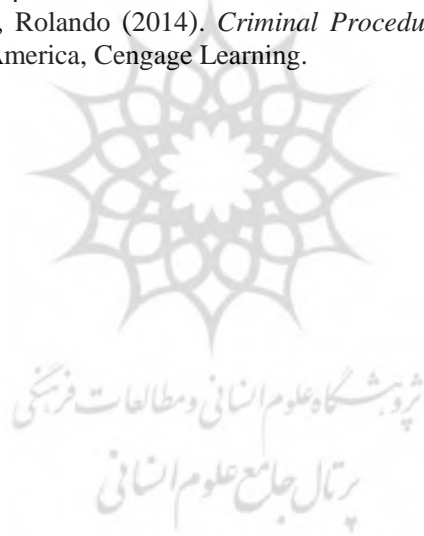 , Rolando (2014). Criminal Procedu
America, Cengage Learning.
پژوهشگاه علوم انسانی و مطالعات فرهنگی
پرتال جامع علوم انسانی